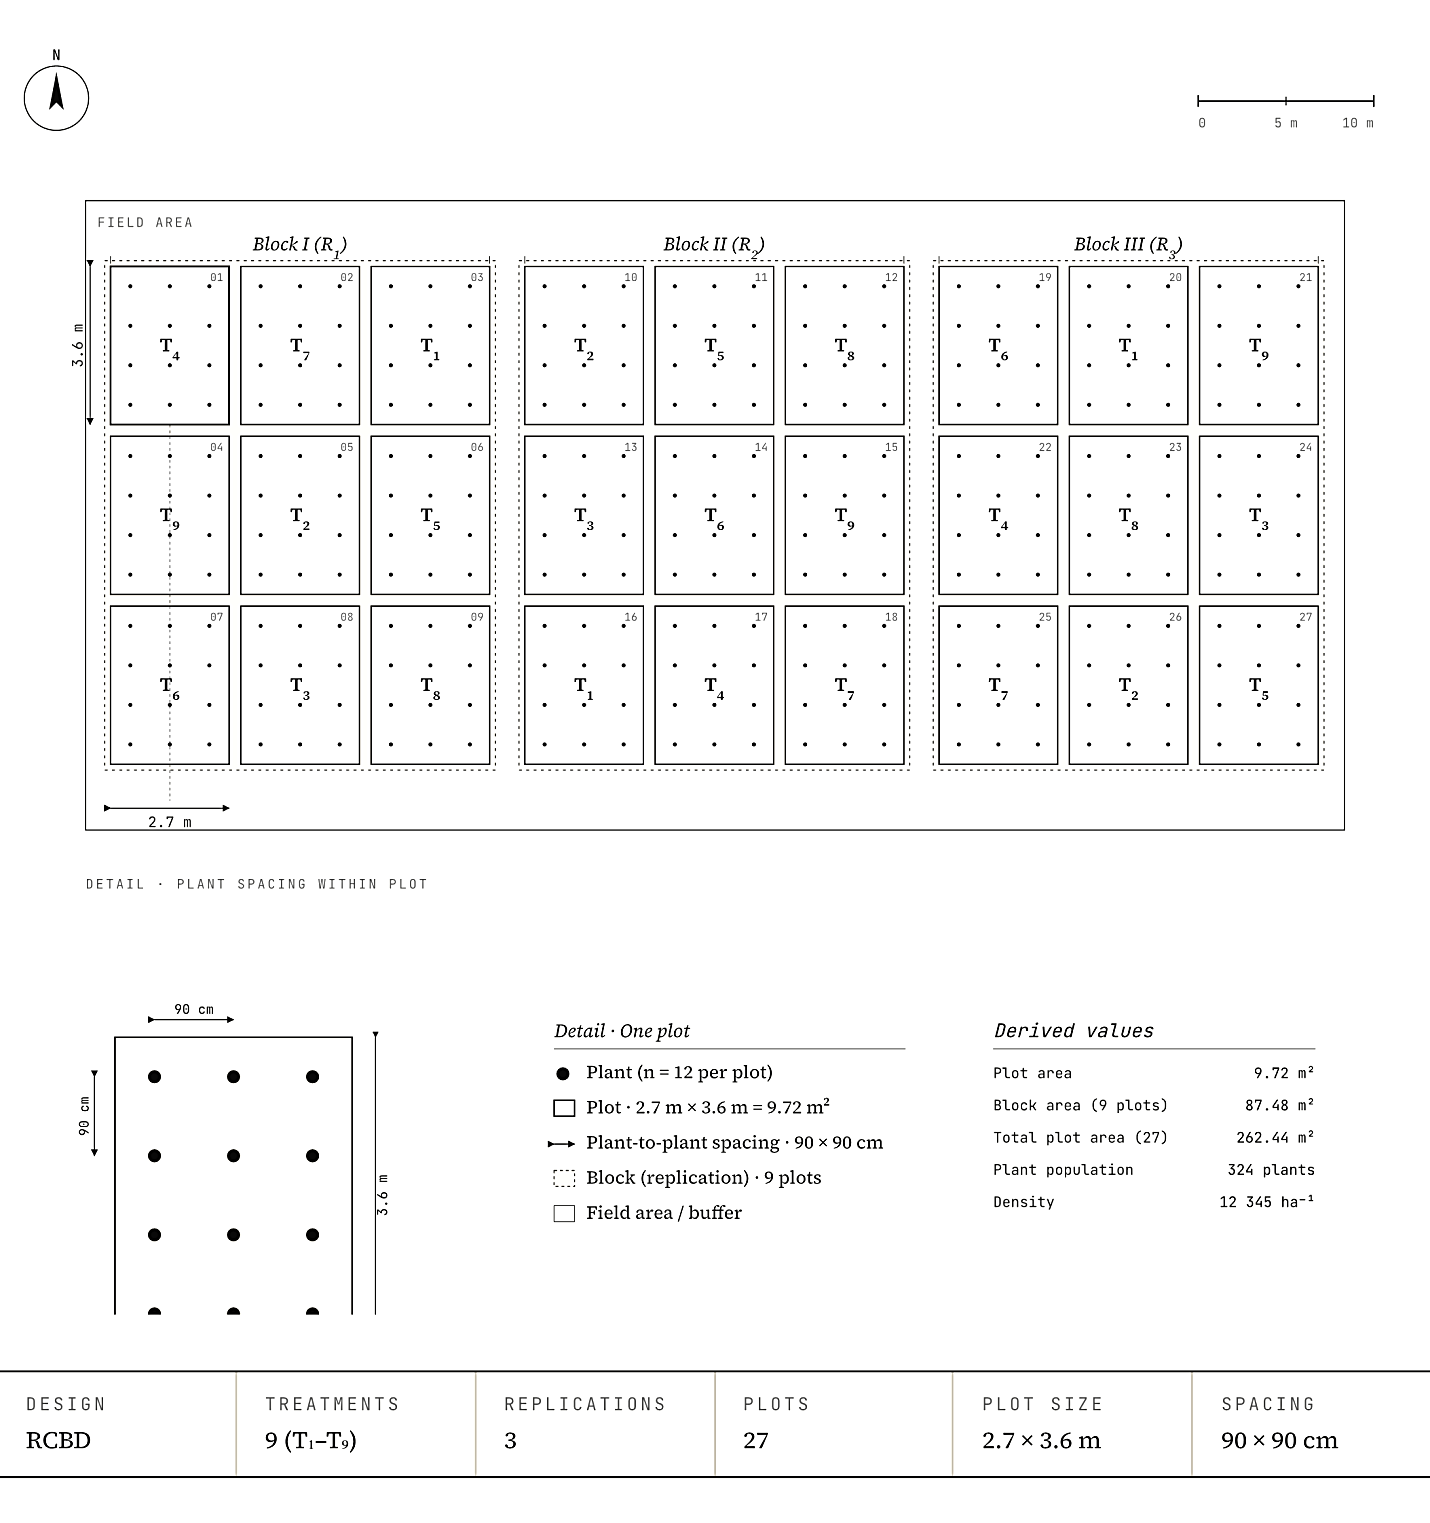 N
0 5 m 10 m
FIELD AREA
Block I (R1) Block II (R2) Block III (R3)
01 02 03 10 11 12 19 20 21
3.6 m
T4 T7 T1 T2 T5 T8 T6 T1 T9
04 05 06 13 14 15 22 23 24
T9 T2 T5 T3 T6 T9 T4 T8 T3
07 08 09 16 17 18 25 26 27
T6 T3 T8 T1 T4 T7 T7 T2 T5
2.7 m
DETAIL · PLANT SPACING WITHIN PLOT
90 cm
90 cm
3.6 m
Detail · One plot
Plant (n = 12 per plot)
Plot · 2.7 m × 3.6 m = 9.72 m²
Plant-to-plant spacing · 90 × 90 cm
Block (replication) · 9 plots
Field area / buffer
Derived values
Plot area 9.72 m²
Block area (9 plots) 87.48 m²
Total plot area (27) 262.44 m²
Plant population 324 plants
Density 12 345 ha⁻¹
DESIGN TREATMENTS REPLICATIONS PLOTS PLOT SIZE SPACING
RCBD 9 (T₁–T₉) 3 27 2.7 × 3.6 m 90 × 90 cm